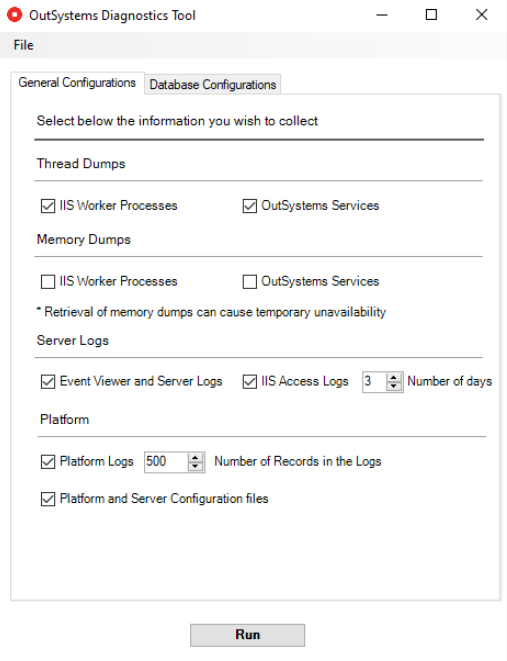 OutSystems Diagnostics Tool
File
General Configurations Database Configurations
Select below the information you wish to collect
Thread Dumps
IIS Worker Processes OutSystems Services
Memory Dumps
IIS Worker Processes OutSystems Services
* Retrieval of memory dumps can cause temporary unavailability
Server Logs
Event Viewer and Server Logs IIS Access Logs 3 Number of days
Platform
Platform Logs 500 Number of Records in the Logs
Platform and Server Configuration files
Run